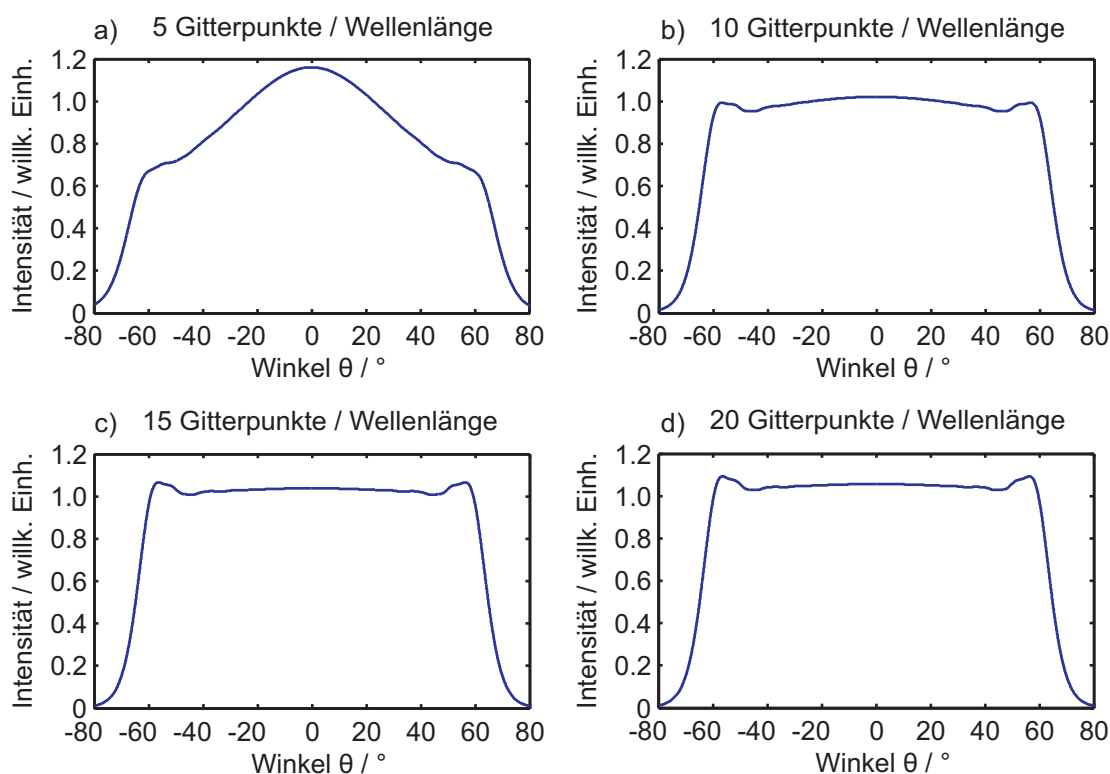 a) 5 Gitterpunkte / Wellenlänge
Intensität / willk. Einh.
1.2
1.0
0.8
0.6
0.4
0.2
0
-80 -60 -40 -20 0 20 40 60 80
Winkel θ / °
b) 10 Gitterpunkte / Wellenlänge
Intensität / willk. Einh.
1.2
1.0
0.8
0.6
0.4
0.2
0
-80 -60 -40 -20 0 20 40 60 80
Winkel θ / °
c) 15 Gitterpunkte / Wellenlänge
Intensität / willk. Einh.
1.2
1.0
0.8
0.6
0.4
0.2
0
-80 -60 -40 -20 0 20 40 60 80
Winkel θ / °
d) 20 Gitterpunkte / Wellenlänge
Intensität / willk. Einh.
1.2
1.0
0.8
0.6
0.4
0.2
0
-80 -60 -40 -20 0 20 40 60 80
Winkel θ / °